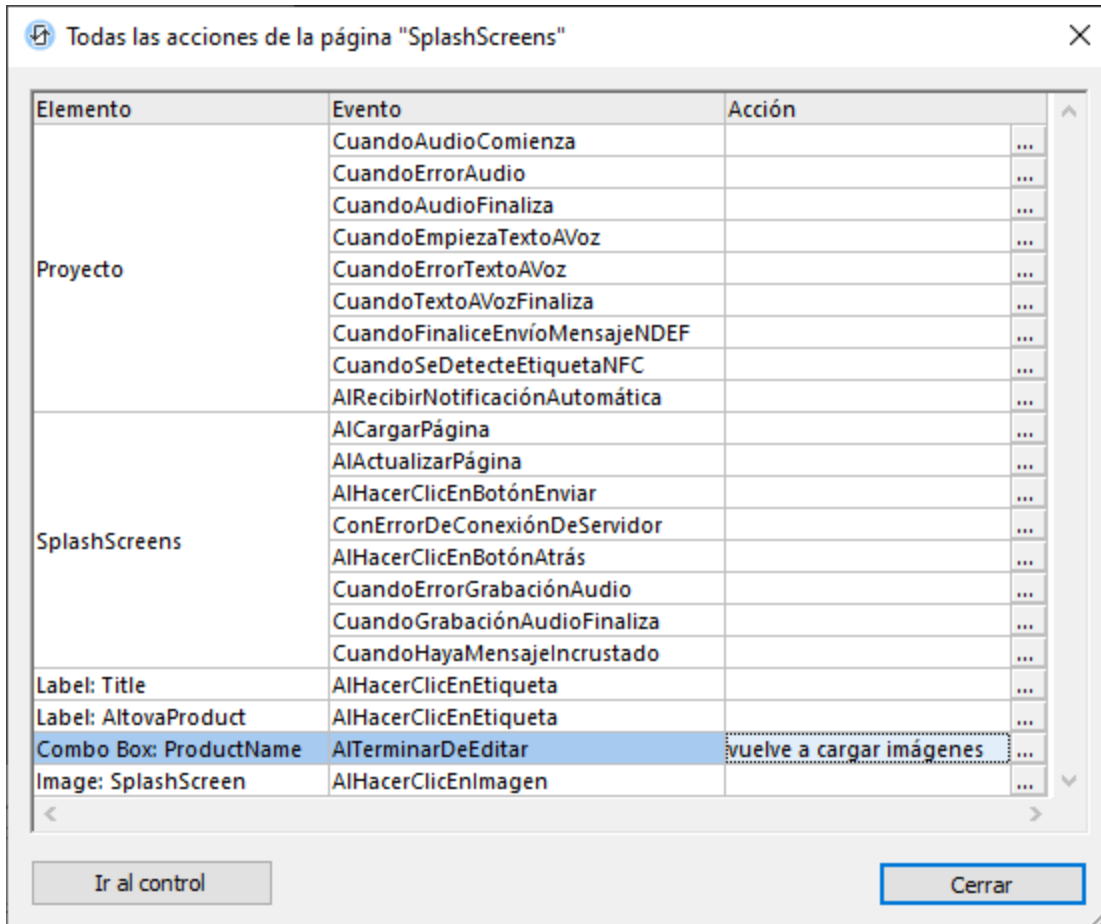 Todas las acciones de la página "SplashScreens"
Elemento Evento Acción
Proyecto
CuandoAudioComienza ...
CuandoErrorAudio ...
CuandoAudioFinaliza ...
CuandoEmpiezaTextoAVoz ...
CuandoErrorTextoAVoz ...
CuandoTextoAVozFinaliza ...
CuandoFinaliceEnvíoMensajeNDEF ...
CuandoSeDetecteEtiquetaNFC ...
AlRecibirNotificaciónAutomática ...
SplashScreens
AlCargarPágina ...
AlActualizarPágina ...
AlHacerClicEnBotónEnviar ...
ConErrorDeConexiónDeServidor ...
AlHacerClicEnBotónAtrás ...
CuandoErrorGrabaciónAudio ...
CuandoGrabaciónAudioFinaliza ...
CuandoHayaMensajeIncrustado ...
Label: Title AlHacerClicEnEtiqueta ...
Label: AltovaProduct AlHacerClicEnEtiqueta ...
Combo Box: ProductName AlTerminarDeEditar vuelve a cargar imágenes ...
Image: SplashScreen AlHacerClicEnImagen ...
Ir al control Cerrar